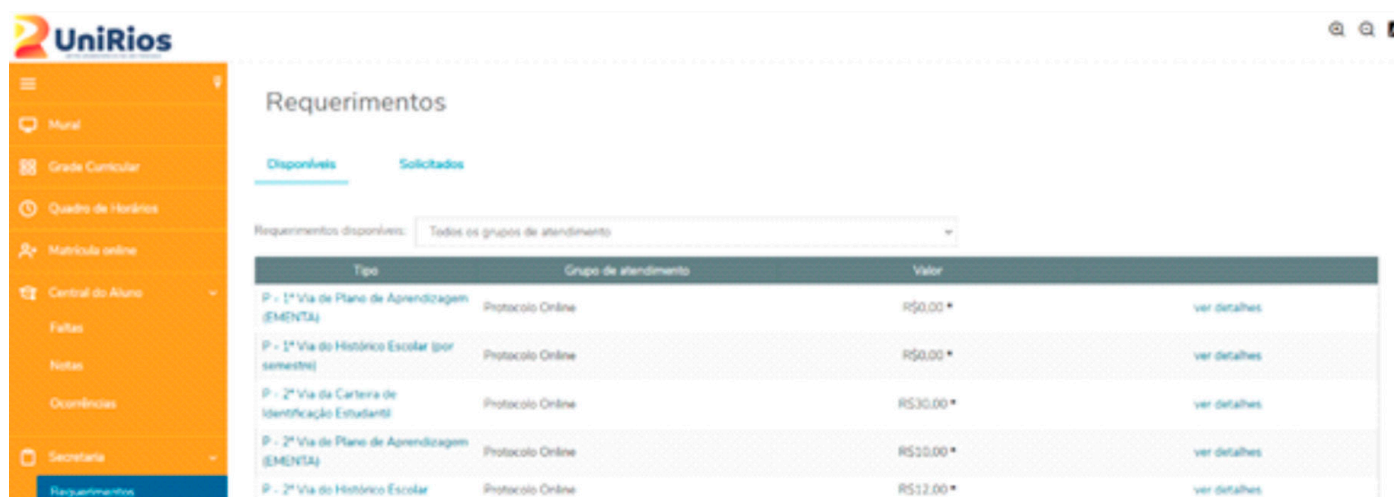 UniRios
Requerimentos
Mural
Grade Curricular
Disponíveis Solicitados
Quadro de Horários
Requerimentos disponíveis: Todos os grupos de atendimento
Matrícula online
Tipo Grupo de atendimento Valor
Central do Aluno
P - 1ª Via de Plano de Aprendizagem
(EMENTA) Protocolo Online R$0,00 * ver detalhes
Faltas
P - 1ª Via do Histórico Escolar (por
semestre) Protocolo Online R$0,00 * ver detalhes
Notas
P - 2ª Via da Carteira de
Identificação Estudantil Protocolo Online R$30,00 * ver detalhes
Ocorrências
P - 2ª Via de Plano de Aprendizagem
(EMENTA) Protocolo Online R$10,00 * ver detalhes
Secretaria
P - 2ª Via do Histórico Escolar Protocolo Online R$12,00 * ver detalhes
Requerimentos